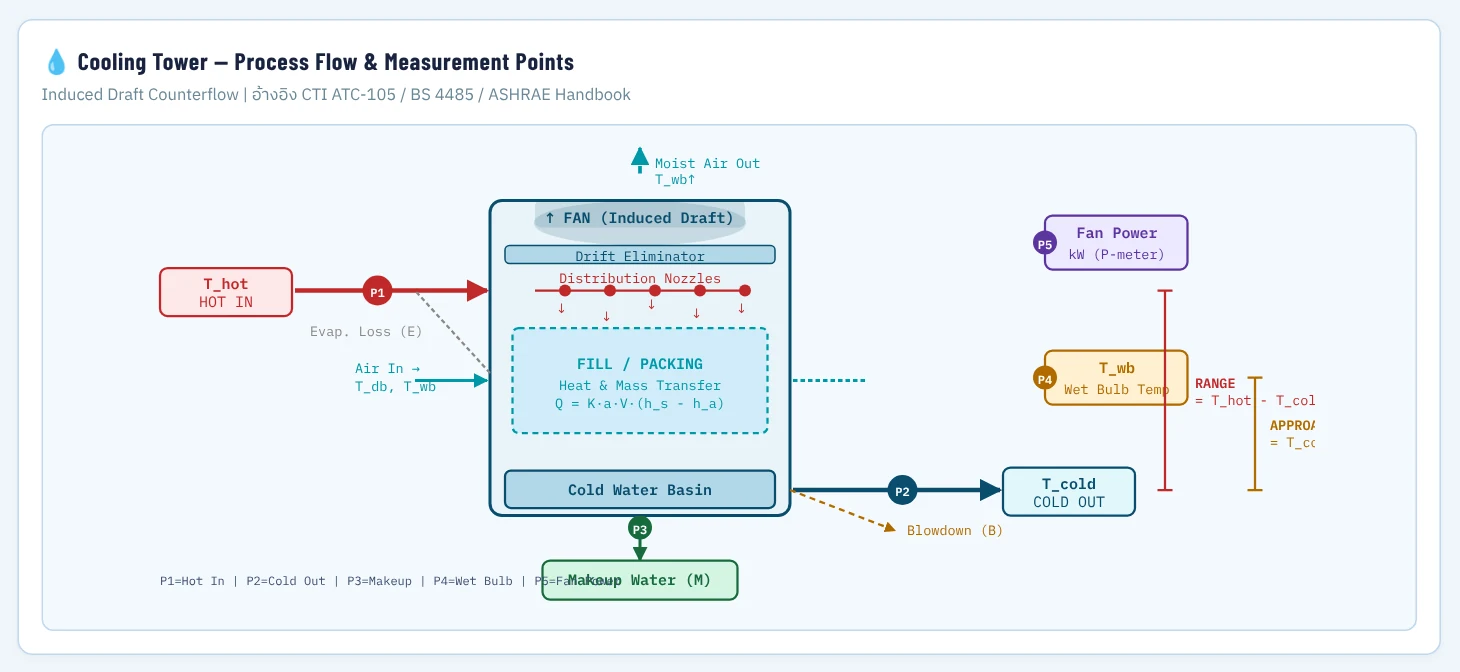 💧 Cooling Tower — Process Flow & Measurement Points
Induced Draft Counterflow | อ้างอิง CTI ATC-105 / BS 4485 / ASHRAE Handbook
Moist Air Out
T_wb↑
↑ FAN (Induced Draft)
Drift Eliminator
Distribution Nozzles
↓ ↓ ↓ ↓ ↓
T_hot
HOT IN
P1
Evap. Loss (E)
Air In →
T_db, T_wb
FILL / PACKING
Heat & Mass Transfer
Q = K·a·V·(h_s - h_a)
Cold Water Basin
P5
Fan Power
kW (P-meter)
P4
T_wb
Wet Bulb Temp
RANGE
= T_hot - T_col
APPROA
= T_c
P2
T_cold
COLD OUT
Blowdown (B)
P3
Makeup Water (M)
P1=Hot In | P2=Cold Out | P3=Makeup | P4=Wet Bulb | P5=Fan Power